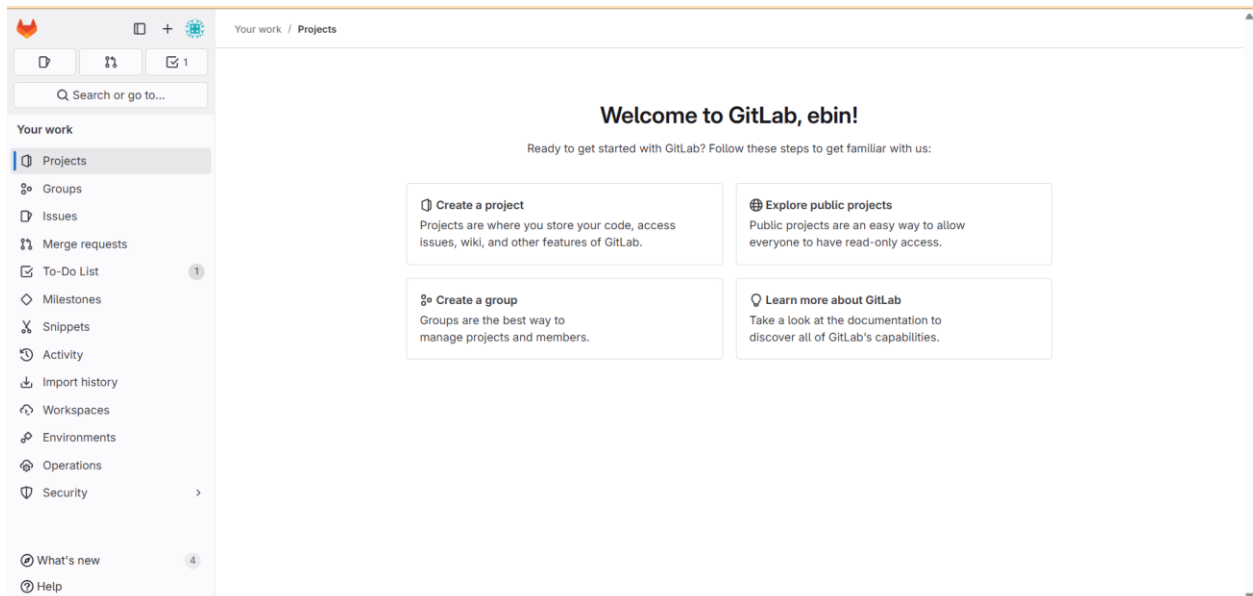 1
Search or go to...
Your work
Projects
Groups
Issues
Merge requests
To-Do List 1
Milestones
Snippets
Activity
Import history
Workspaces
Environments
Operations
Security
What's new 4
Help
Your work / Projects
Welcome to GitLab, ebin!
Ready to get started with GitLab? Follow these steps to get familiar with us:
Create a project
Projects are where you store your code, access
issues, wiki, and other features of GitLab.
Explore public projects
Public projects are an easy way to allow
everyone to have read-only access.
Create a group
Groups are the best way to
manage projects and members.
Learn more about GitLab
Take a look at the documentation to
discover all of GitLab's capabilities.